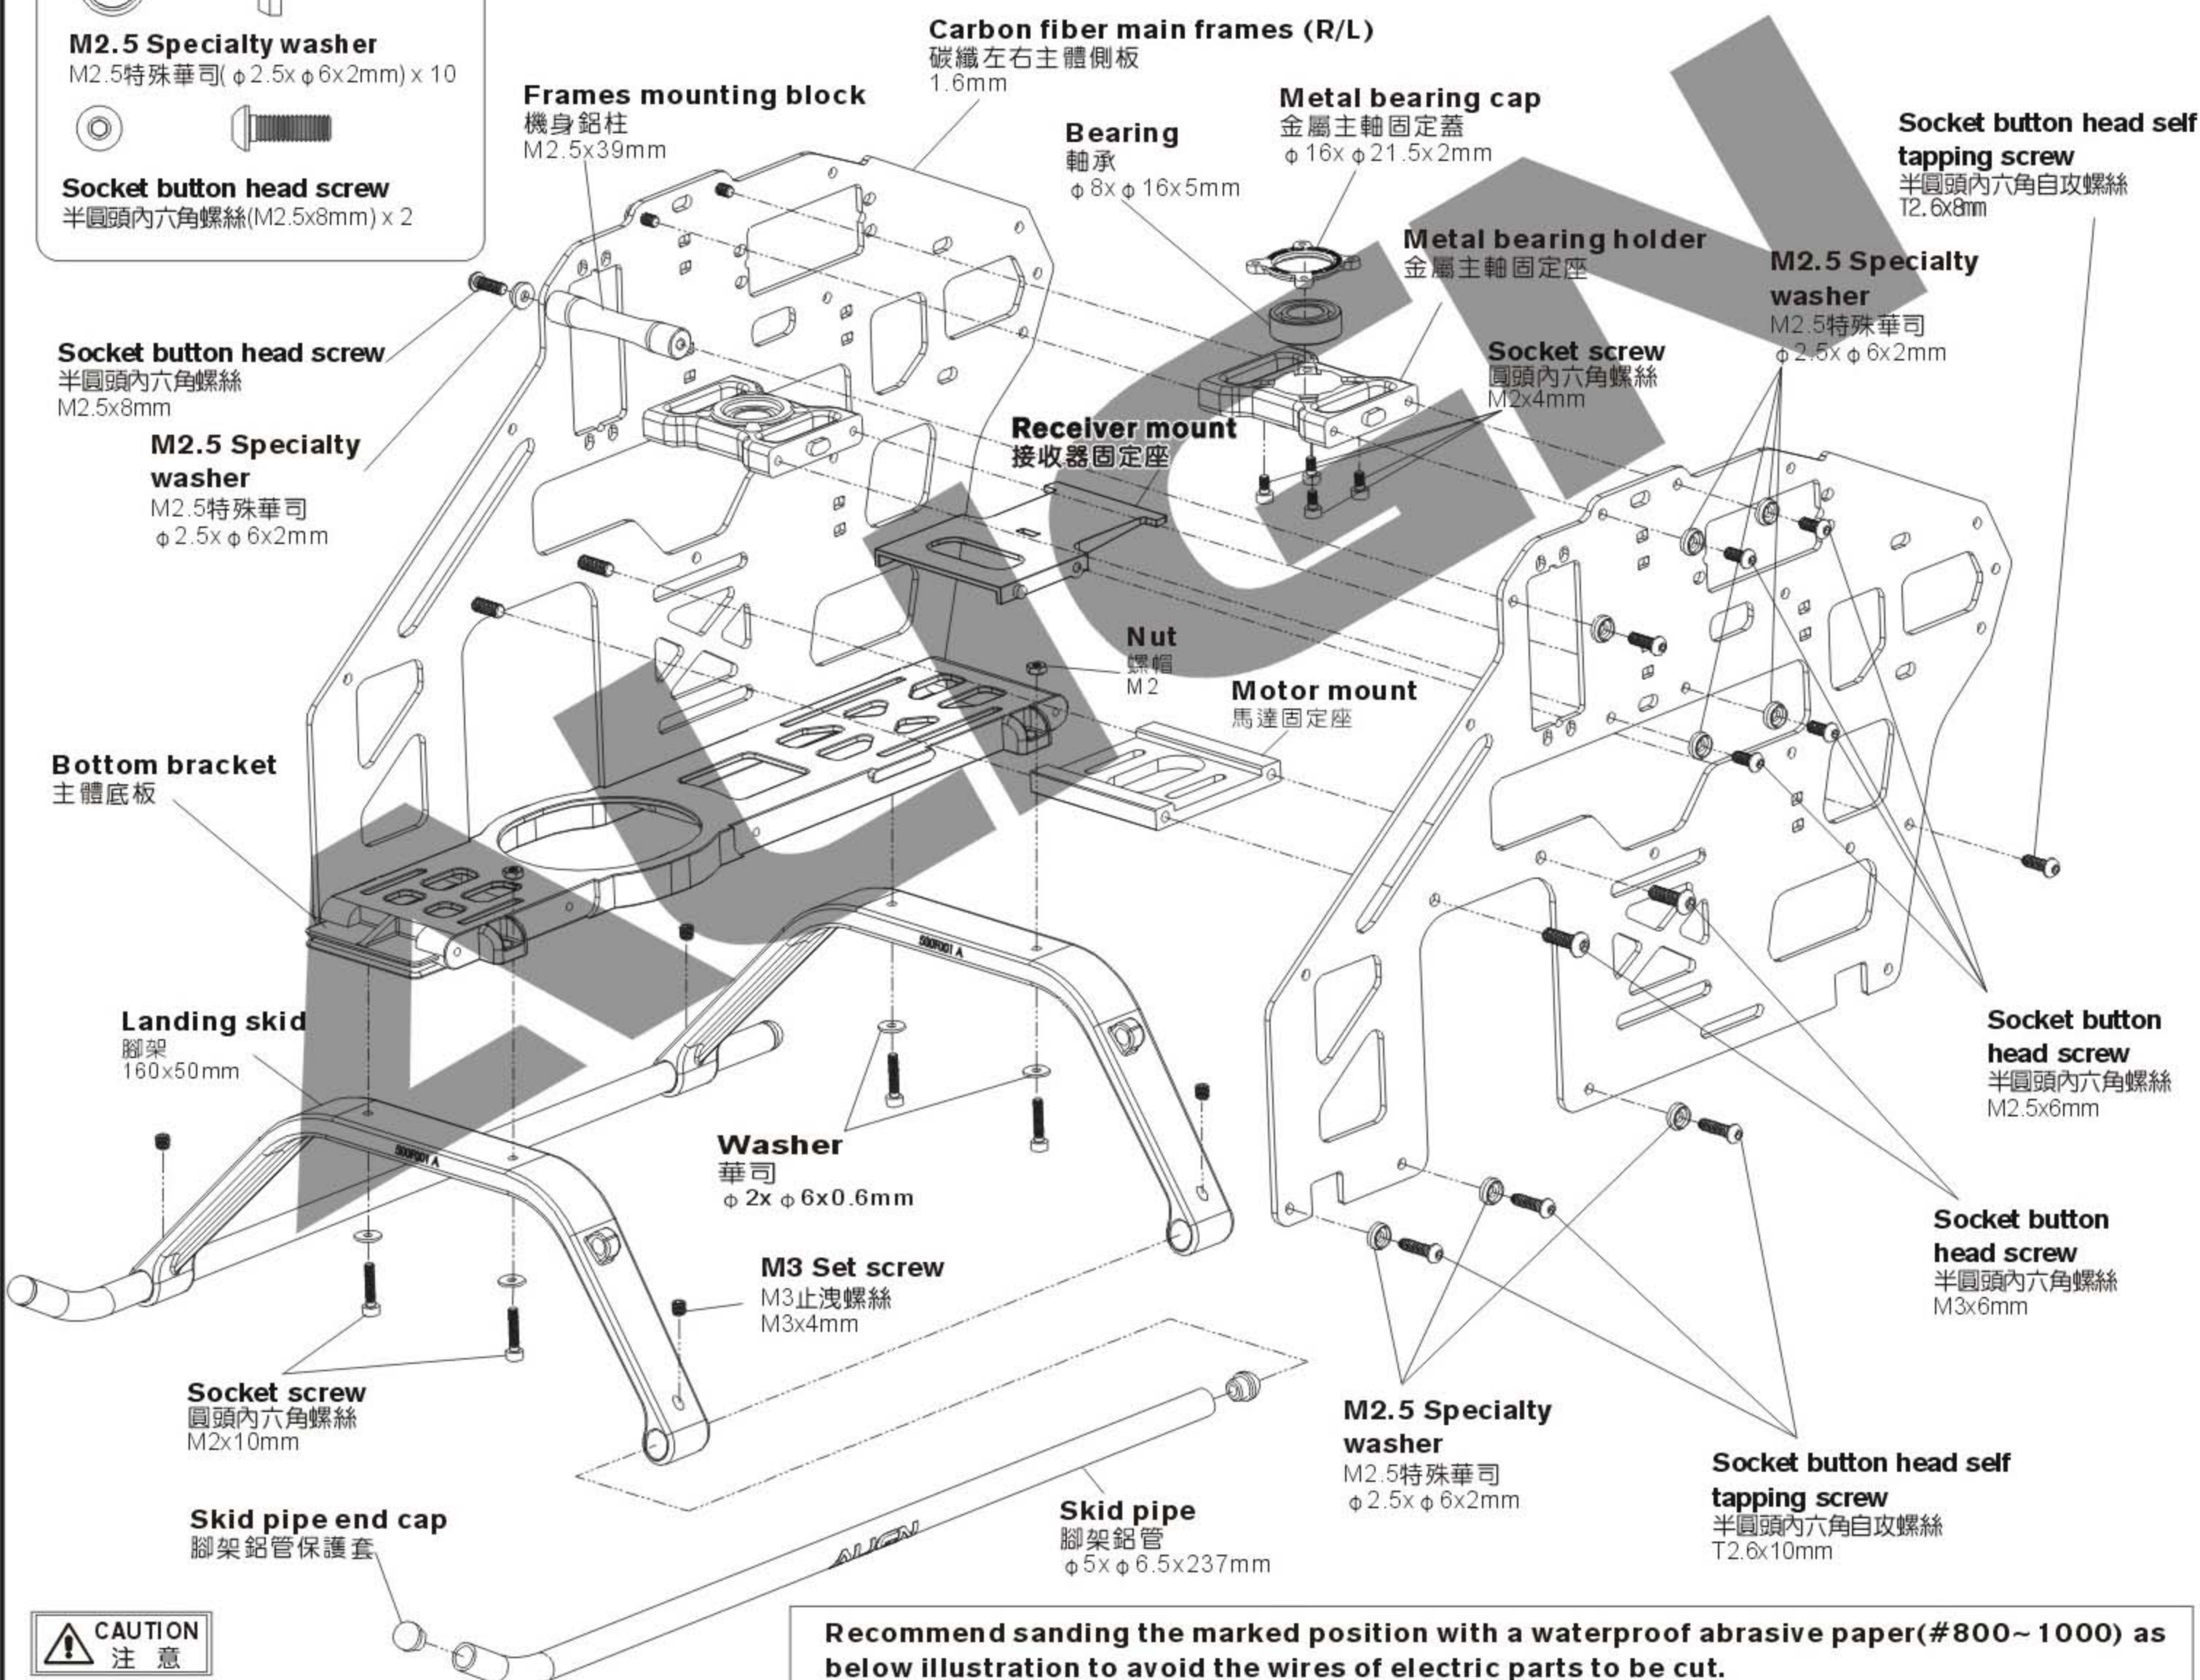 M2.5 Specialty washer
M2.5特殊華司(φ2.5xφ6x2mm) x 10
Socket button head screw
半圓頭內六角螺絲(M2.5x8mm) x 2
Carbon fiber main frames (R/L)
碳纖左右主體側板
1.6mm
Frames mounting block
機身鋁柱
M2.5x39mm
Bearing
軸承
φ8xφ16x5mm
Metal bearing cap
金屬主軸固定蓋
φ16xφ21.5x2mm
Socket button head self
tapping screw
半圓頭內六角自攻螺絲
T2.6x8mm
Metal bearing holder
金屬主軸固定座
M2.5 Specialty
washer
M2.5特殊華司
φ2.5xφ6x2mm
Socket button head screw
半圓頭內六角螺絲
M2.5x8mm
Socket screw
圓頭內六角螺絲
M2x4mm
M2.5 Specialty
washer
M2.5特殊華司
φ2.5xφ6x2mm
Receiver mount
接收器固定座
Nut
螺帽
M2
Motor mount
馬達固定座
Bottom bracket
主體底板
500F001 A
Landing skid
腳架
160x50mm
500F001 A
Washer
華司
φ2xφ6x0.6mm
Socket button
head screw
半圓頭內六角螺絲
M2.5x6mm
Socket button
head screw
半圓頭內六角螺絲
M3x6mm
M3 Set screw
M3止洩螺絲
M3x4mm
Socket screw
圓頭內六角螺絲
M2x10mm
M2.5 Specialty
washer
M2.5特殊華司
φ2.5xφ6x2mm
Socket button head self
tapping screw
半圓頭內六角自攻螺絲
T2.6x10mm
Skid pipe end cap
腳架鋁管保護套
Skid pipe
腳架鋁管
φ5xφ6.5x237mm
ALIGN
ALIGN
CAUTION
注 意
Recommend sanding the marked position with a waterproof abrasive paper(#800~1000) as
below illustration to avoid the wires of electric parts to be cut.